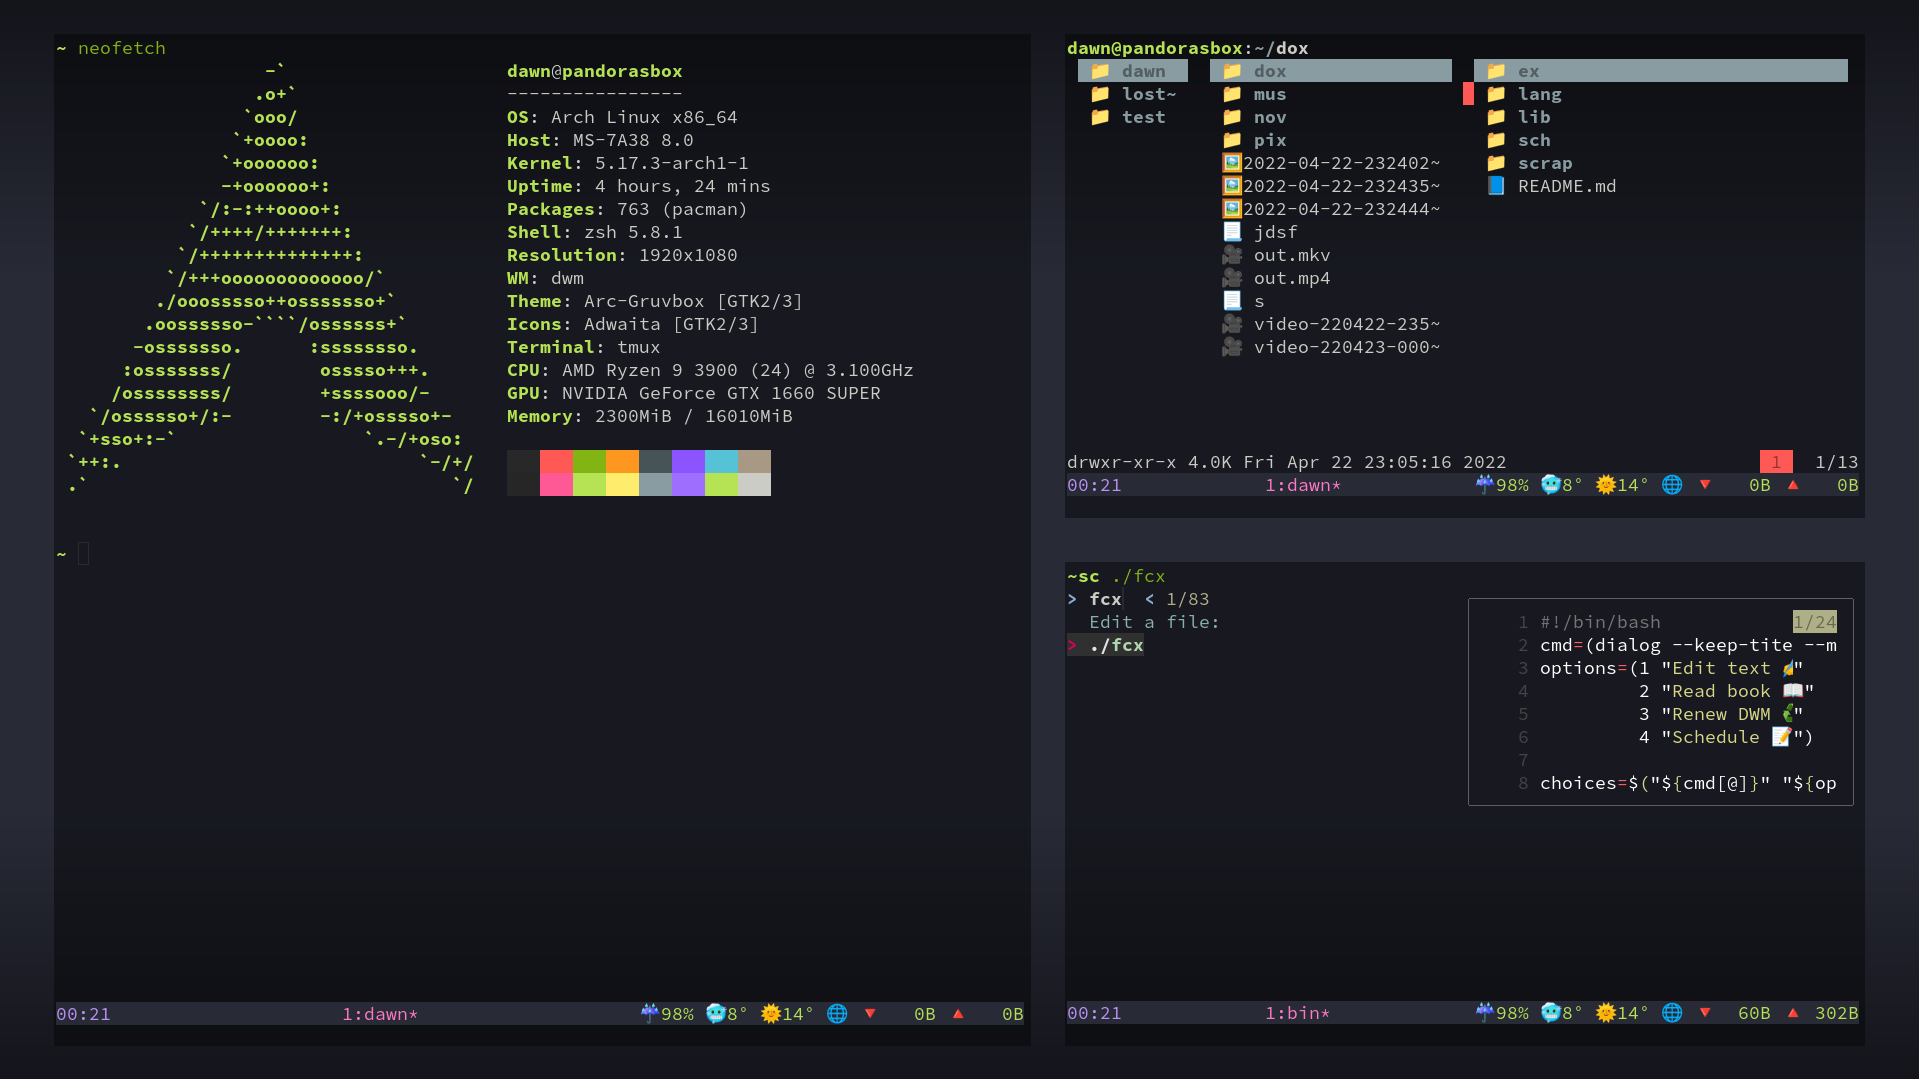 ~ neofetch
-`
.o+`
`ooo/
`+oooo:
`+oooooo:
-+oooooo+:
`/:-:++oooo+:
`/++++/+++++++:
`/++++++++++++++:
`/+++ooooooooooooo/`
./ooosssso++osssssso+`
.oossssso-````/ossssss+`
-osssssso.      :ssssssso.
:osssssss/        osssso+++.
/ossssssss/        +ssssooo/-
`/ossssso+/:-        -:/+osssso+-
`+sso+:-`                 `.-/+oso:
`++:.                           `-/+/
.`                                 `/
dawn@pandorasbox
----------------
OS: Arch Linux x86_64
Host: MS-7A38 8.0
Kernel: 5.17.3-arch1-1
Uptime: 4 hours, 24 mins
Packages: 763 (pacman)
Shell: zsh 5.8.1
Resolution: 1920x1080
WM: dwm
Theme: Arc-Gruvbox [GTK2/3]
Icons: Adwaita [GTK2/3]
Terminal: tmux
CPU: AMD Ryzen 9 3900 (24) @ 3.100GHz
GPU: NVIDIA GeForce GTX 1660 SUPER
Memory: 2300MiB / 16010MiB
~
00:21 1:dawn* ☔98% 🥶8° 🌞14° 🌐 🔻 0B 🔺 0B
dawn@pandorasbox:~/dox
📁 dawn 📁 dox 📁 ex
📁 lost~ 📁 mus 📁 lang
📁 test 📁 nov 📁 lib
📁 pix 📁 sch
🖼️2022-04-22-232402~ 📁 scrap
🖼️2022-04-22-232435~ 📘 README.md
🖼️2022-04-22-232444~
📃 jdsf
🎥 out.mkv
🎥 out.mp4
📃 s
🎥 video-220422-235~
🎥 video-220423-000~
drwxr-xr-x 4.0K Fri Apr 22 23:05:16 2022 1 1/13
00:21 1:dawn* ☔98% 🥶8° 🌞14° 🌐 🔻 0B 🔺 0B
~sc ./fcx
> fcx < 1/83
Edit a file:
> ./fcx
1 #!/bin/bash 1/24
2 cmd=(dialog --keep-tite --m
3 options=(1 "Edit text ✍"
4 2 "Read book 📖"
5 3 "Renew DWM ♻"
6 4 "Schedule 📝")
7
8 choices=$("${cmd[@]}" "${op
00:21 1:bin* ☔98% 🥶8° 🌞14° 🌐 🔻 60B 🔺 302B